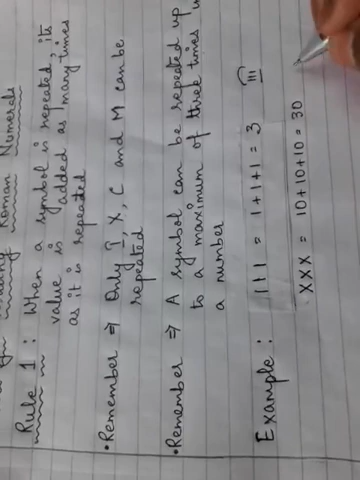 Roman Numerals
Rule 1 : When a symbol is repeated, its
value is added as many times
as it is repeated
• Remember ⇒ Only I, X, C and M can be
repeated
• Remember ⇒ A symbol can be repeated up
to a maximum of three times in
a number
Example : III = 1+1+1 = 3 III
XXX = 10+10+10 = 30